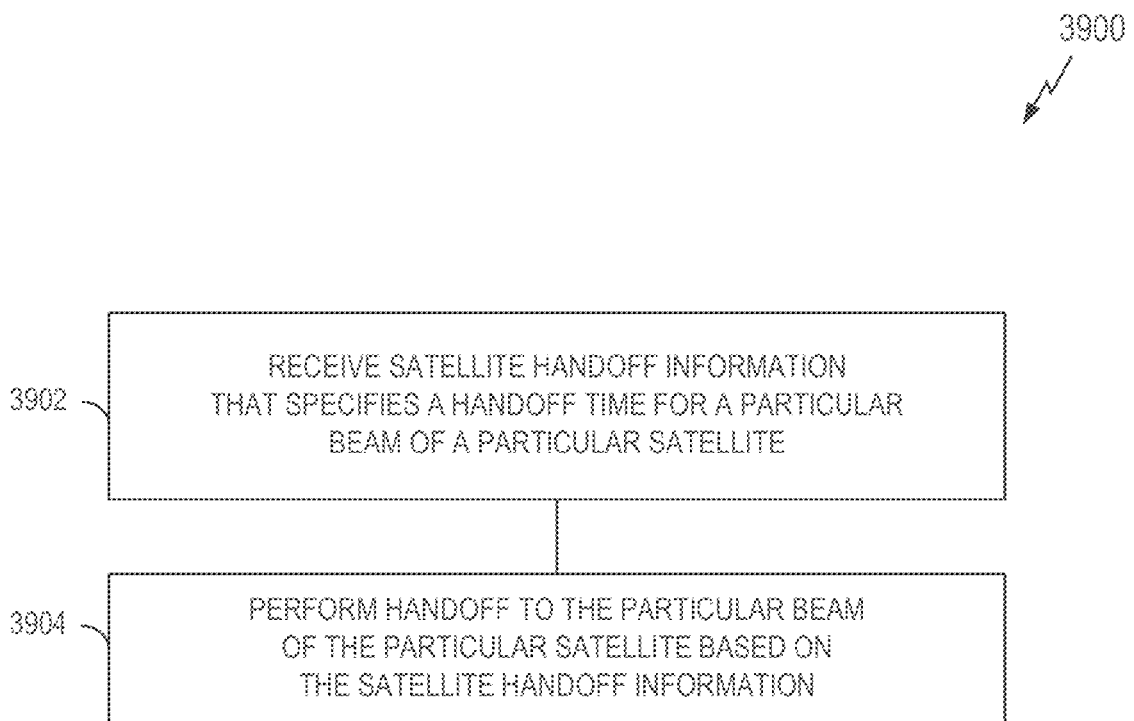 3900
3902
RECEIVE SATELLITE HANDOFF INFORMATION
THAT SPECIFIES A HANDOFF TIME FOR A PARTICULAR
BEAM OF A PARTICULAR SATELLITE
3904
PERFORM HANDOFF TO THE PARTICULAR BEAM
OF THE PARTICULAR SATELLITE BASED ON
THE SATELLITE HANDOFF INFORMATION